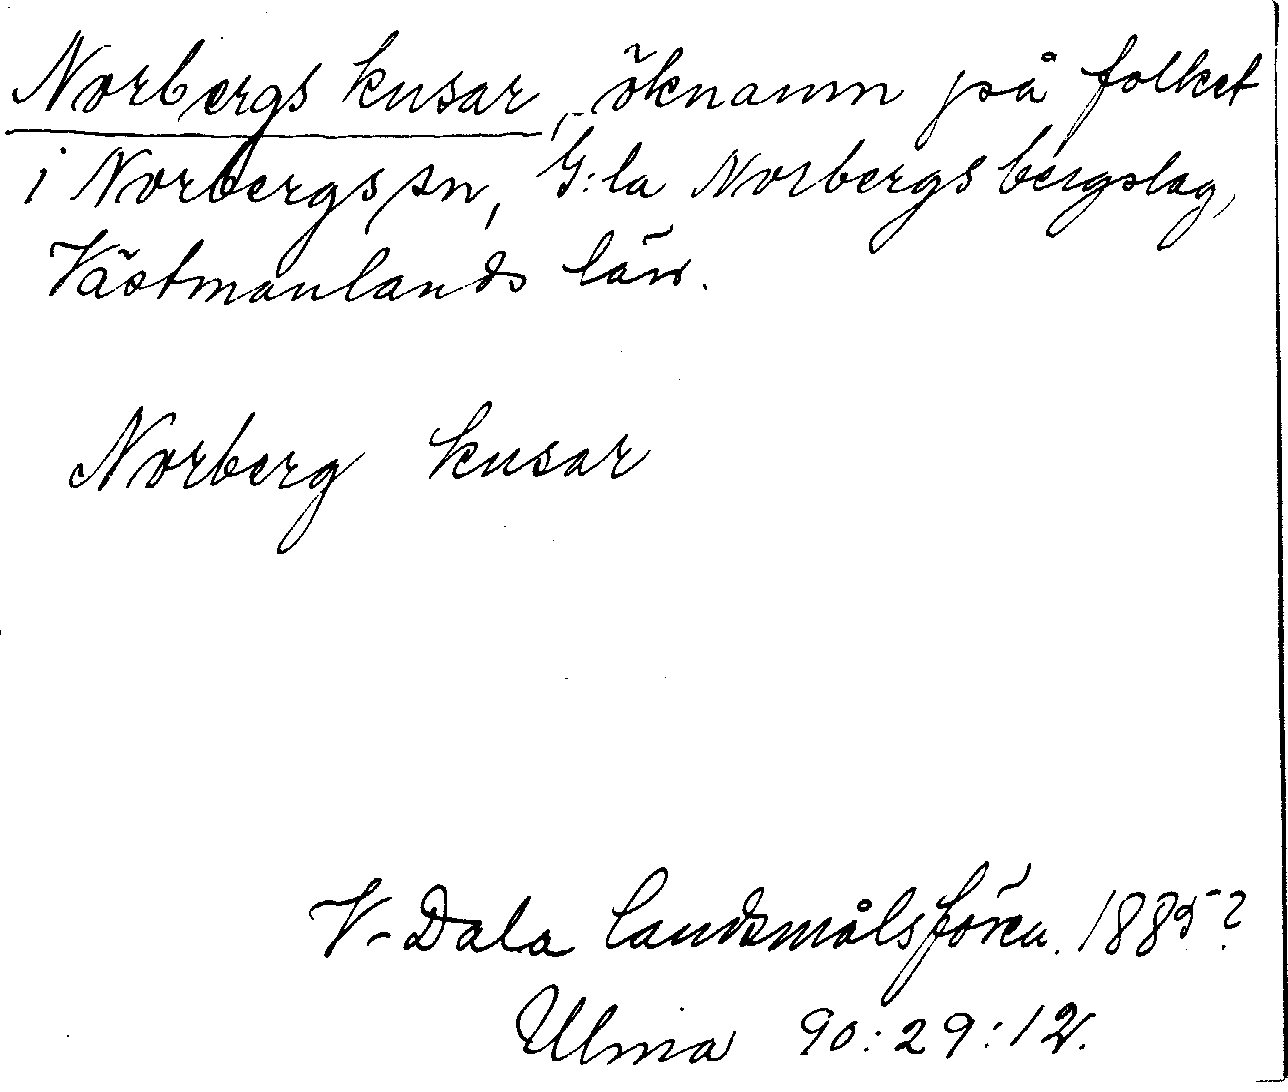 Norbergs kusar, öknamn på folket
i Norbergs sn, G:la Norbergs bergslag,
Västmanlands län.
Norberg kusar
V-Dala landsmålsfören. 1885?
Ulma 90:29:12.